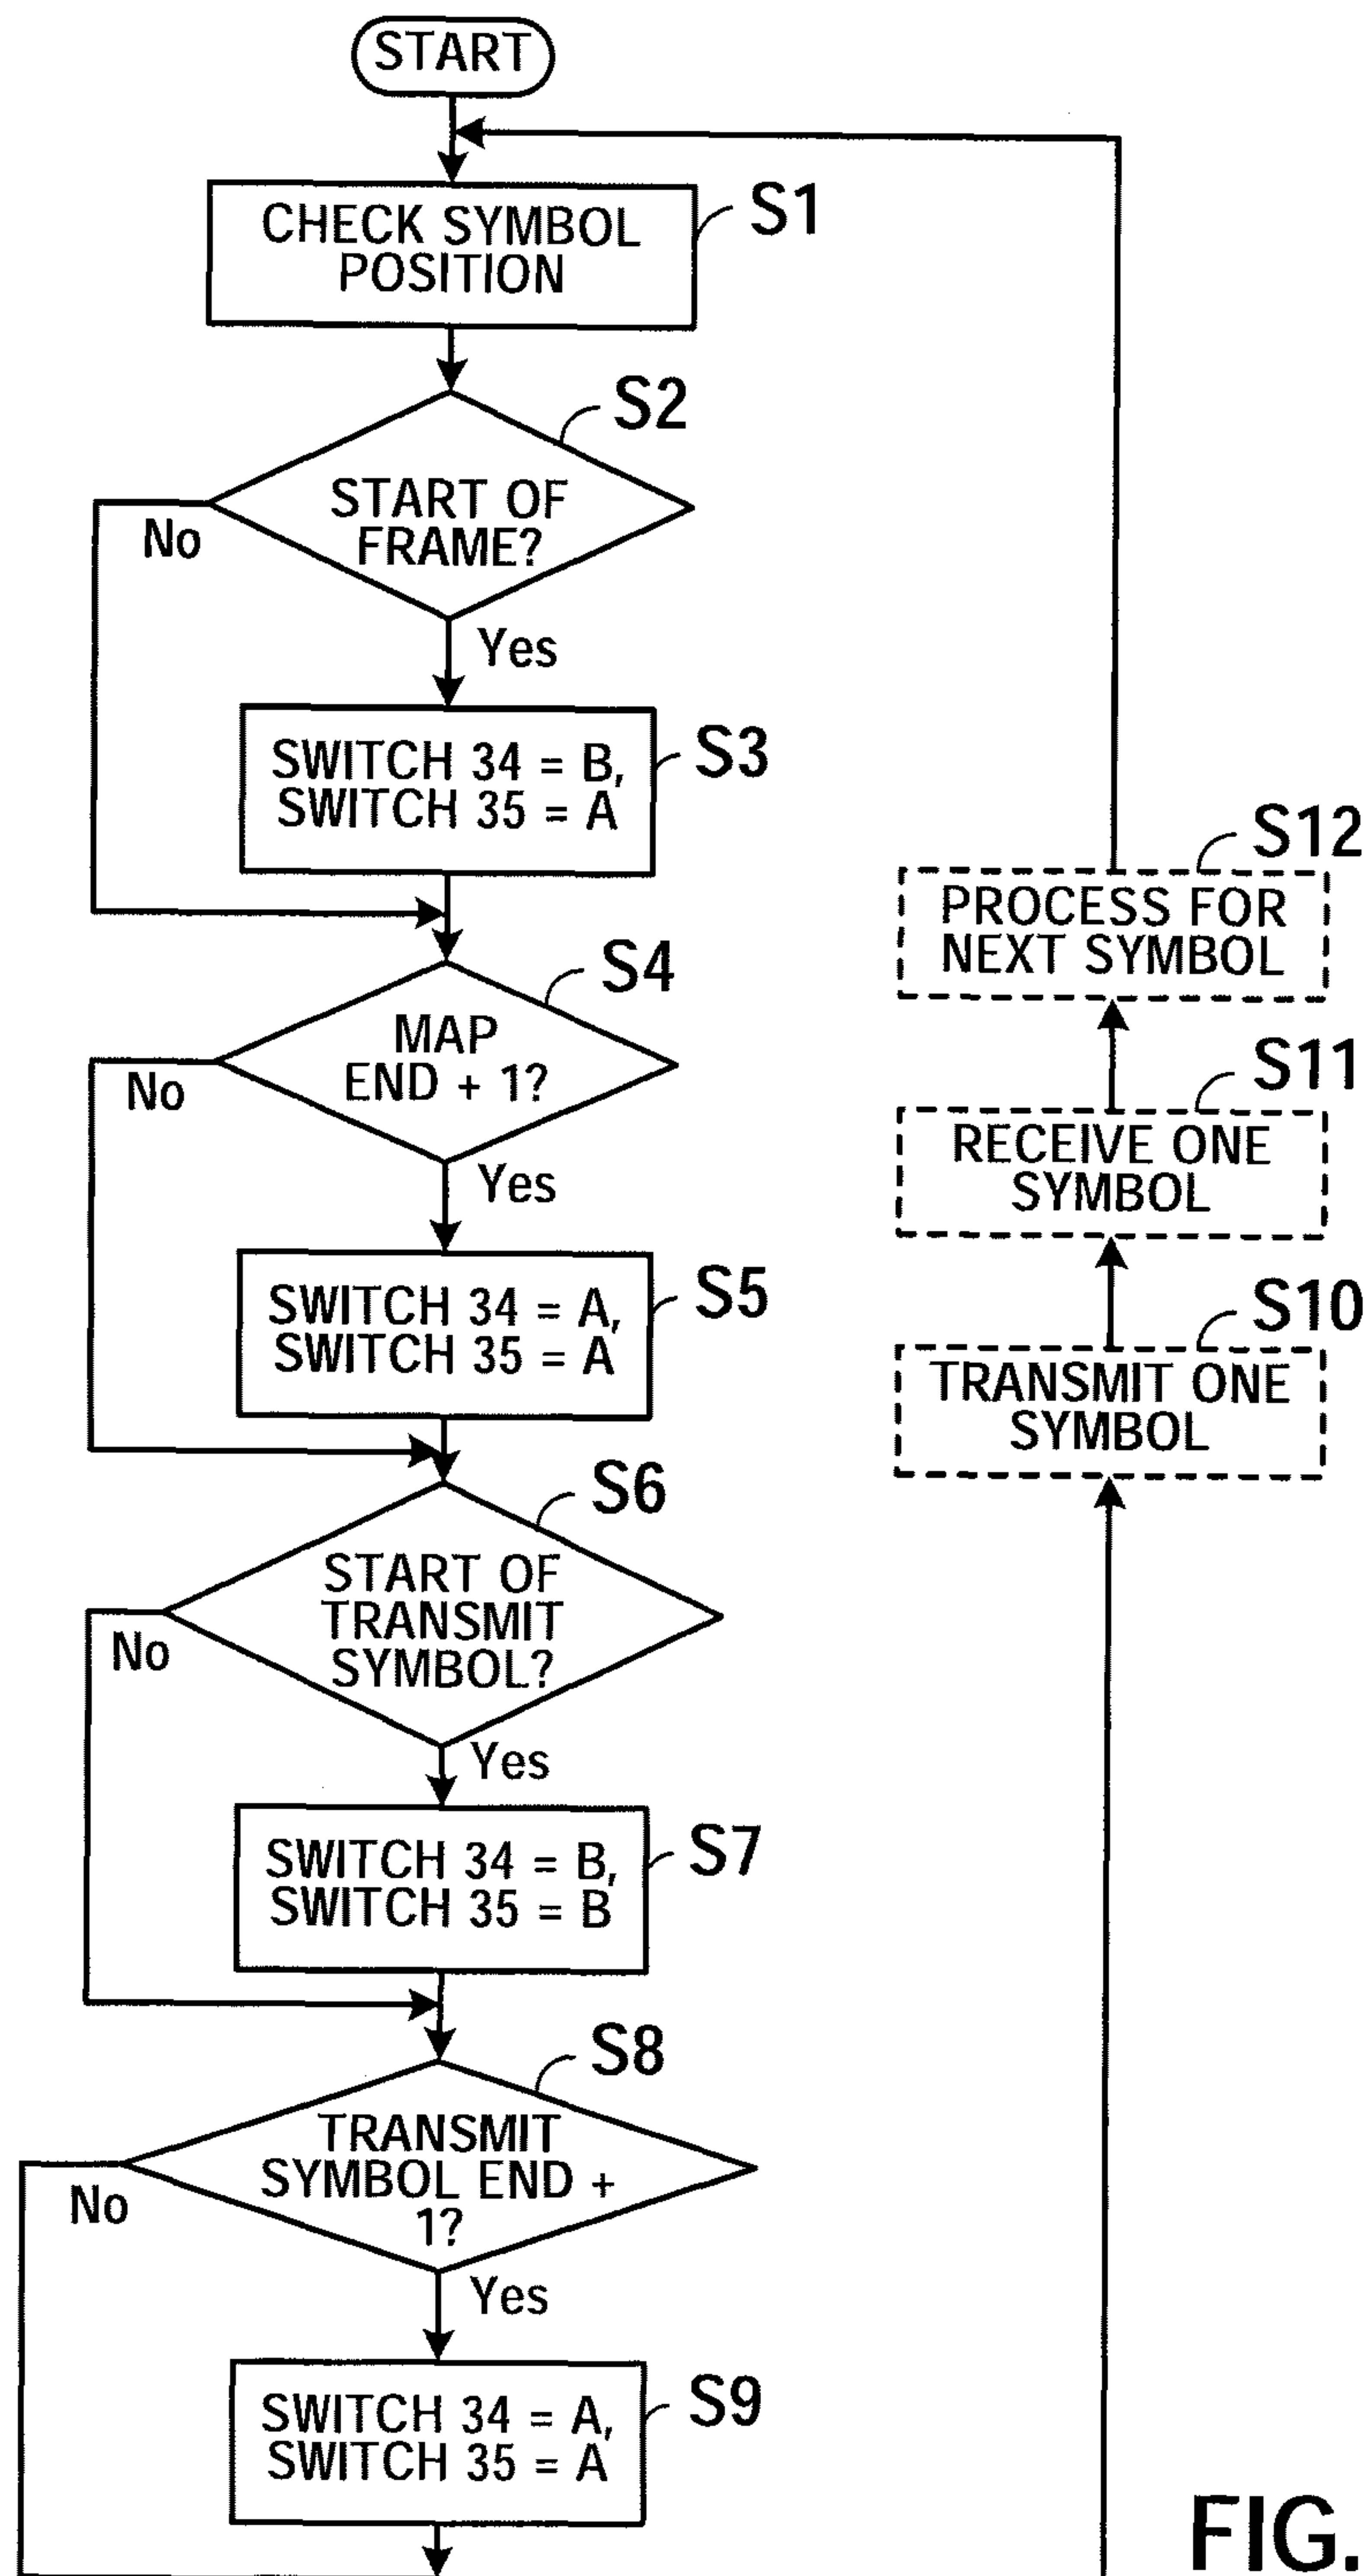 START
S1
CHECK SYMBOL
POSITION
S2
START OF
FRAME?
No
Yes
S3
SWITCH 34 = B,
SWITCH 35 = A
S4
MAP
END + 1?
No
Yes
S5
SWITCH 34 = A,
SWITCH 35 = A
S6
START OF
TRANSMIT
SYMBOL?
No
Yes
S7
SWITCH 34 = B,
SWITCH 35 = B
S8
TRANSMIT
SYMBOL END +
1?
No
Yes
S9
SWITCH 34 = A,
SWITCH 35 = A
S12
PROCESS FOR
NEXT SYMBOL
S11
RECEIVE ONE
SYMBOL
S10
TRANSMIT ONE
SYMBOL
FIG.